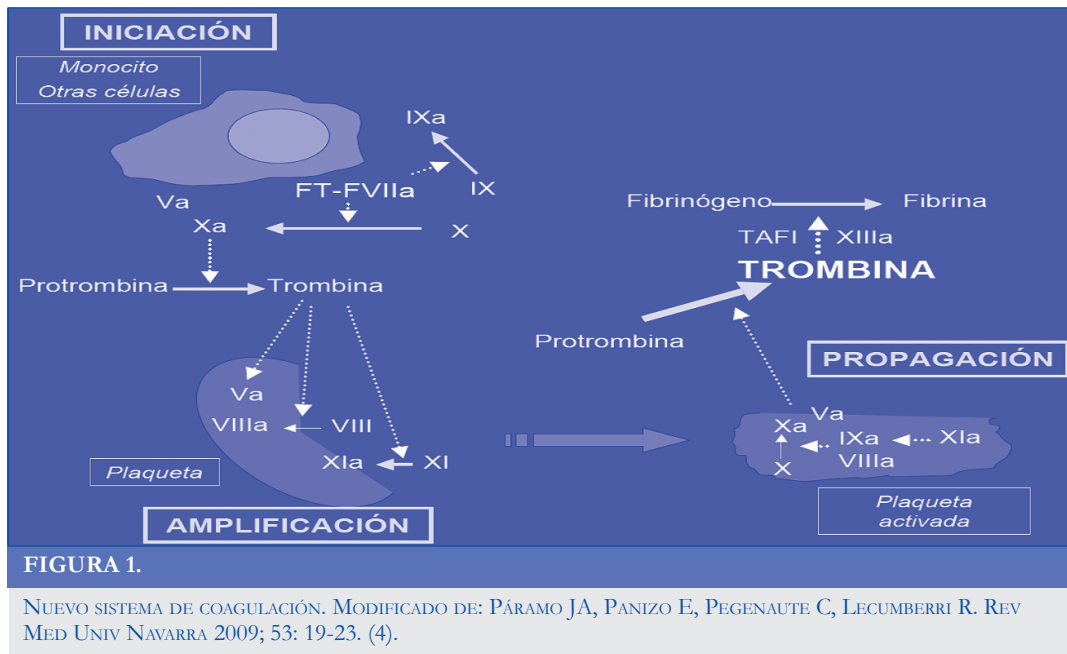 INICIACIÓN
Monocito
Otras células
IXa
FT-FVIIa
IX
Va
Xa
X
Protrombina
Trombina
Va
VIIIa
VIII
XIa
XI
Plaqueta
AMPLIFICACIÓN
Fibrinógeno
Fibrina
TAFI
XIIIa
TROMBINA
Protrombina
PROPAGACIÓN
Va
Xa
IXa
XIa
VIIIa
X
Plaqueta
activada
FIGURA 1.
NUEVO SISTEMA DE COAGULACIÓN. MODIFICADO DE: PÁRAMO JA, PANIZO E, PEGENAUTE C, LECUMBERRI R. REV
MED UNIV NAVARRA 2009; 53: 19-23. (4).